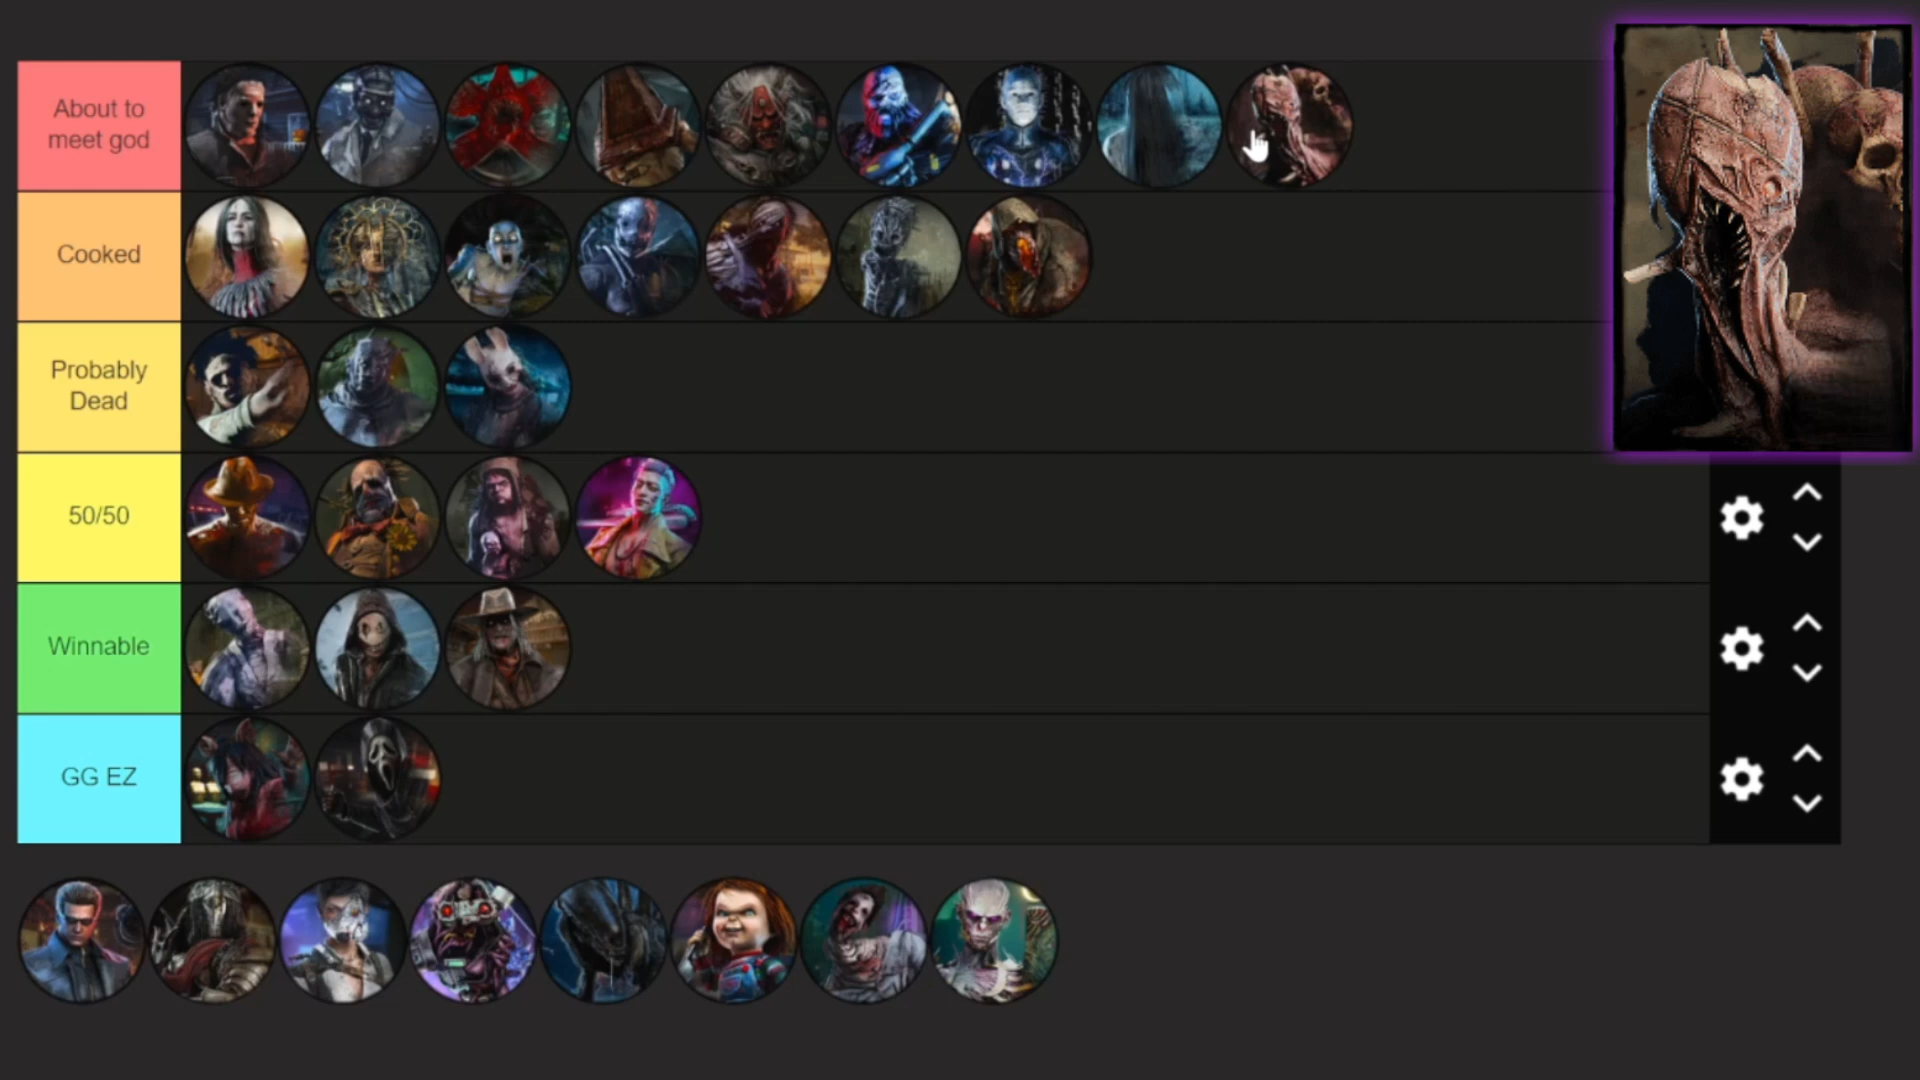 About to
meet god
Cooked
Probably
Dead
50/50
Winnable
GG EZ